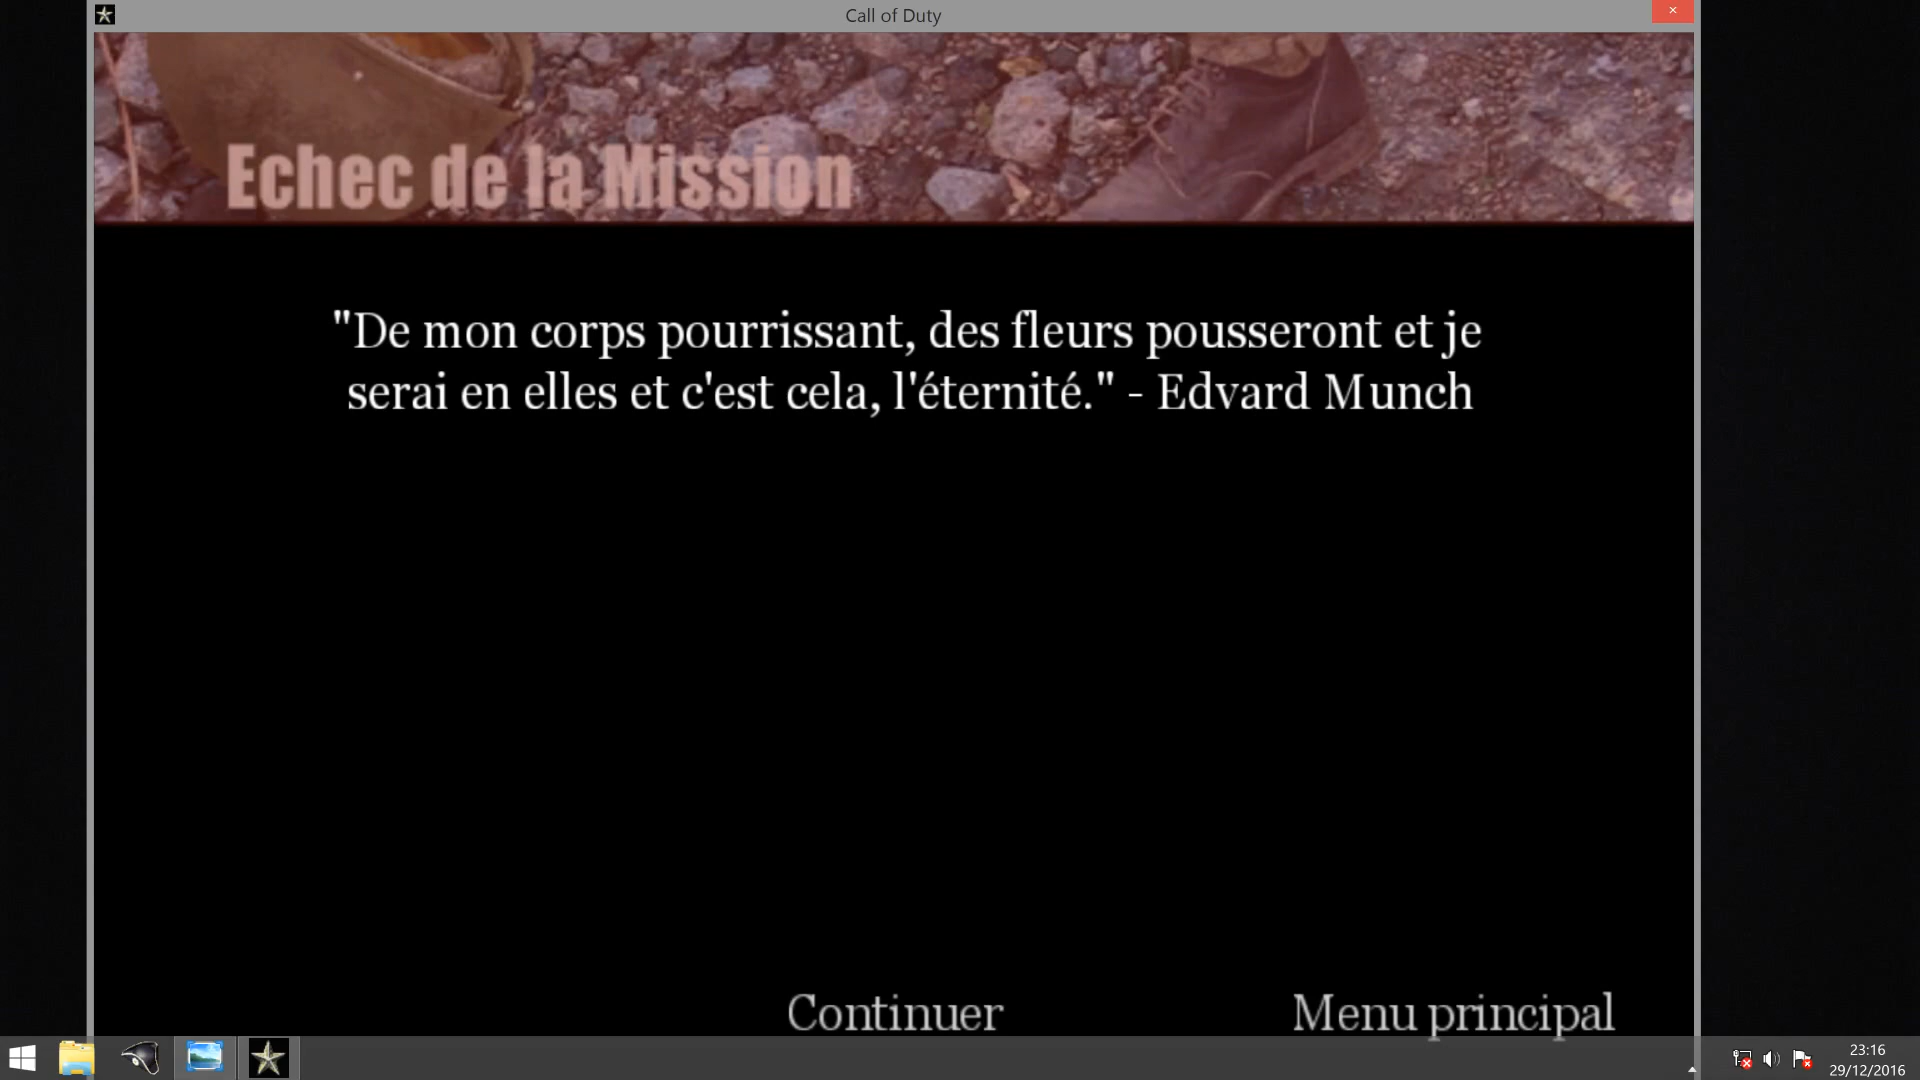 Call of Duty
Echec de la Mission
"De mon corps pourrissant, des fleurs pousseront et je
serai en elles et c'est cela, l'éternité." - Edvard Munch
Continuer
Menu principal
23:16
29/12/2016